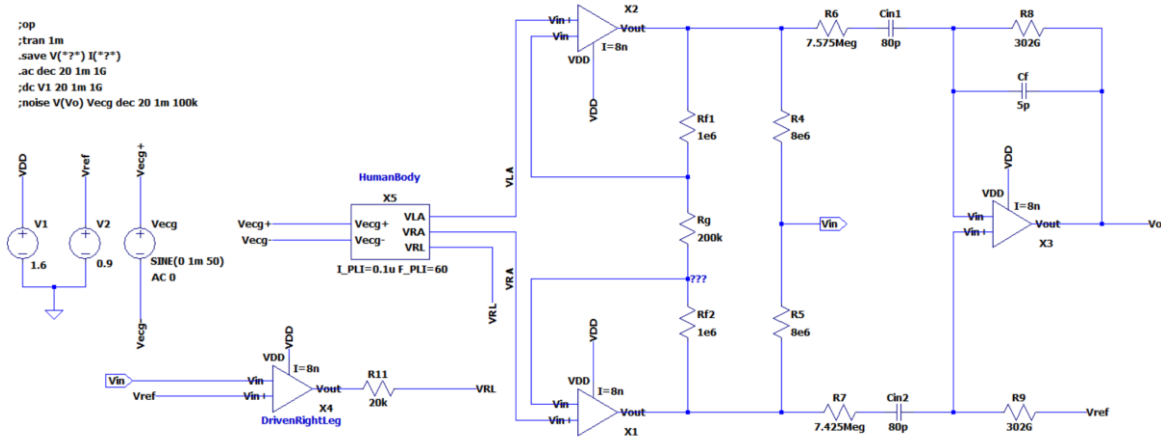 ;op
;tran 1m
.save V(*?*) I(*?*)
.ac dec 20 1m 1G
;dc V1 20 1m 1G
;noise V(Vo) Vecg dec 20 1m 100k
VDD
V1
1.6
Vref
V2
0.9
Vecg+
Vecg
SINE(0 1m 50)
AC 0
Vecg-
HumanBody
X5
Vecg+
Vecg-
Vecg+
Vecg-
VLA
VRA
VRL
I_PLI=0.1u F_PLI=60
VLA
VRA
VRL
Vin
Vref
VDD
VDD
I=8n
Vin
Vin+
Vout
X4
DrivenRightLeg
R11
20k
VRL
X2
Vin+
Vin
Vout
I=8n
VDD
VDD
Rf1
1e6
Rg
200k
???
Rf2
1e6
VDD
VDD
I=8n
Vin
Vin+
Vout
X1
R4
8e6
Vin
R5
8e6
R6
7.575Meg
Cin1
80p
R8
302G
Cf
5p
VDD
VDD
I=8n
Vin
Vin+
Vout
X3
Vo
R7
7.425Meg
Cin2
80p
R9
302G
Vref